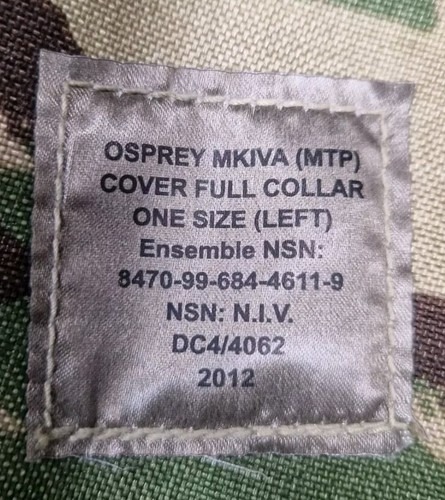 OSPREY MKIVA (MTP)
COVER FULL COLLAR
ONE SIZE (LEFT)
Ensemble NSN:
8470-99-684-4611-9
NSN: N.I.V.
DC4/4062
2012